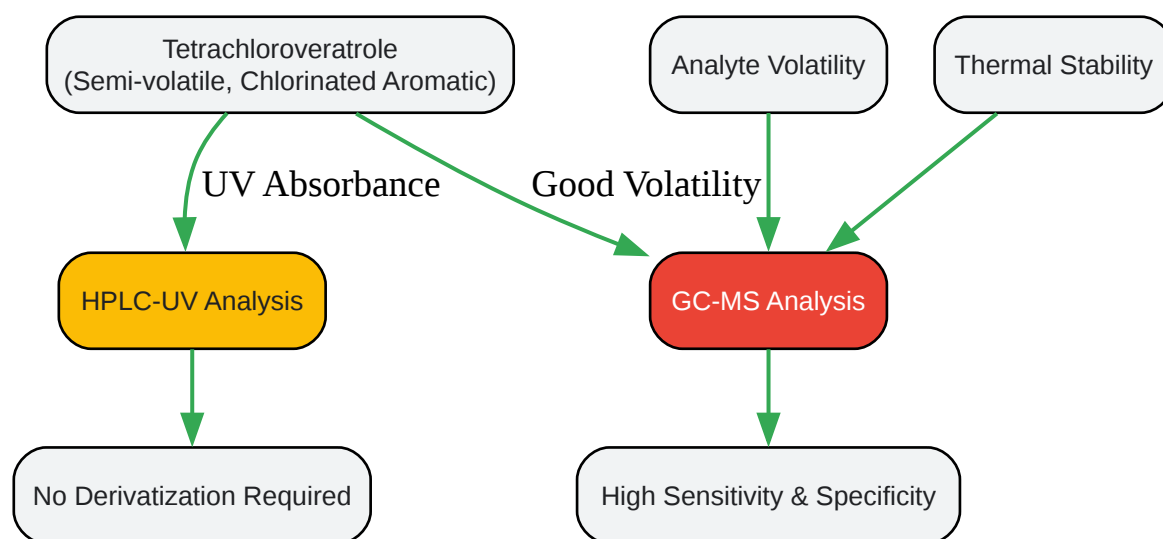 Tetrachloroveratrole
(Semi-volatile, Chlorinated Aromatic)
Analyte Volatility
Thermal Stability
UV Absorbance
Good Volatility
HPLC-UV Analysis
GC-MS Analysis
No Derivatization Required
High Sensitivity & Specificity